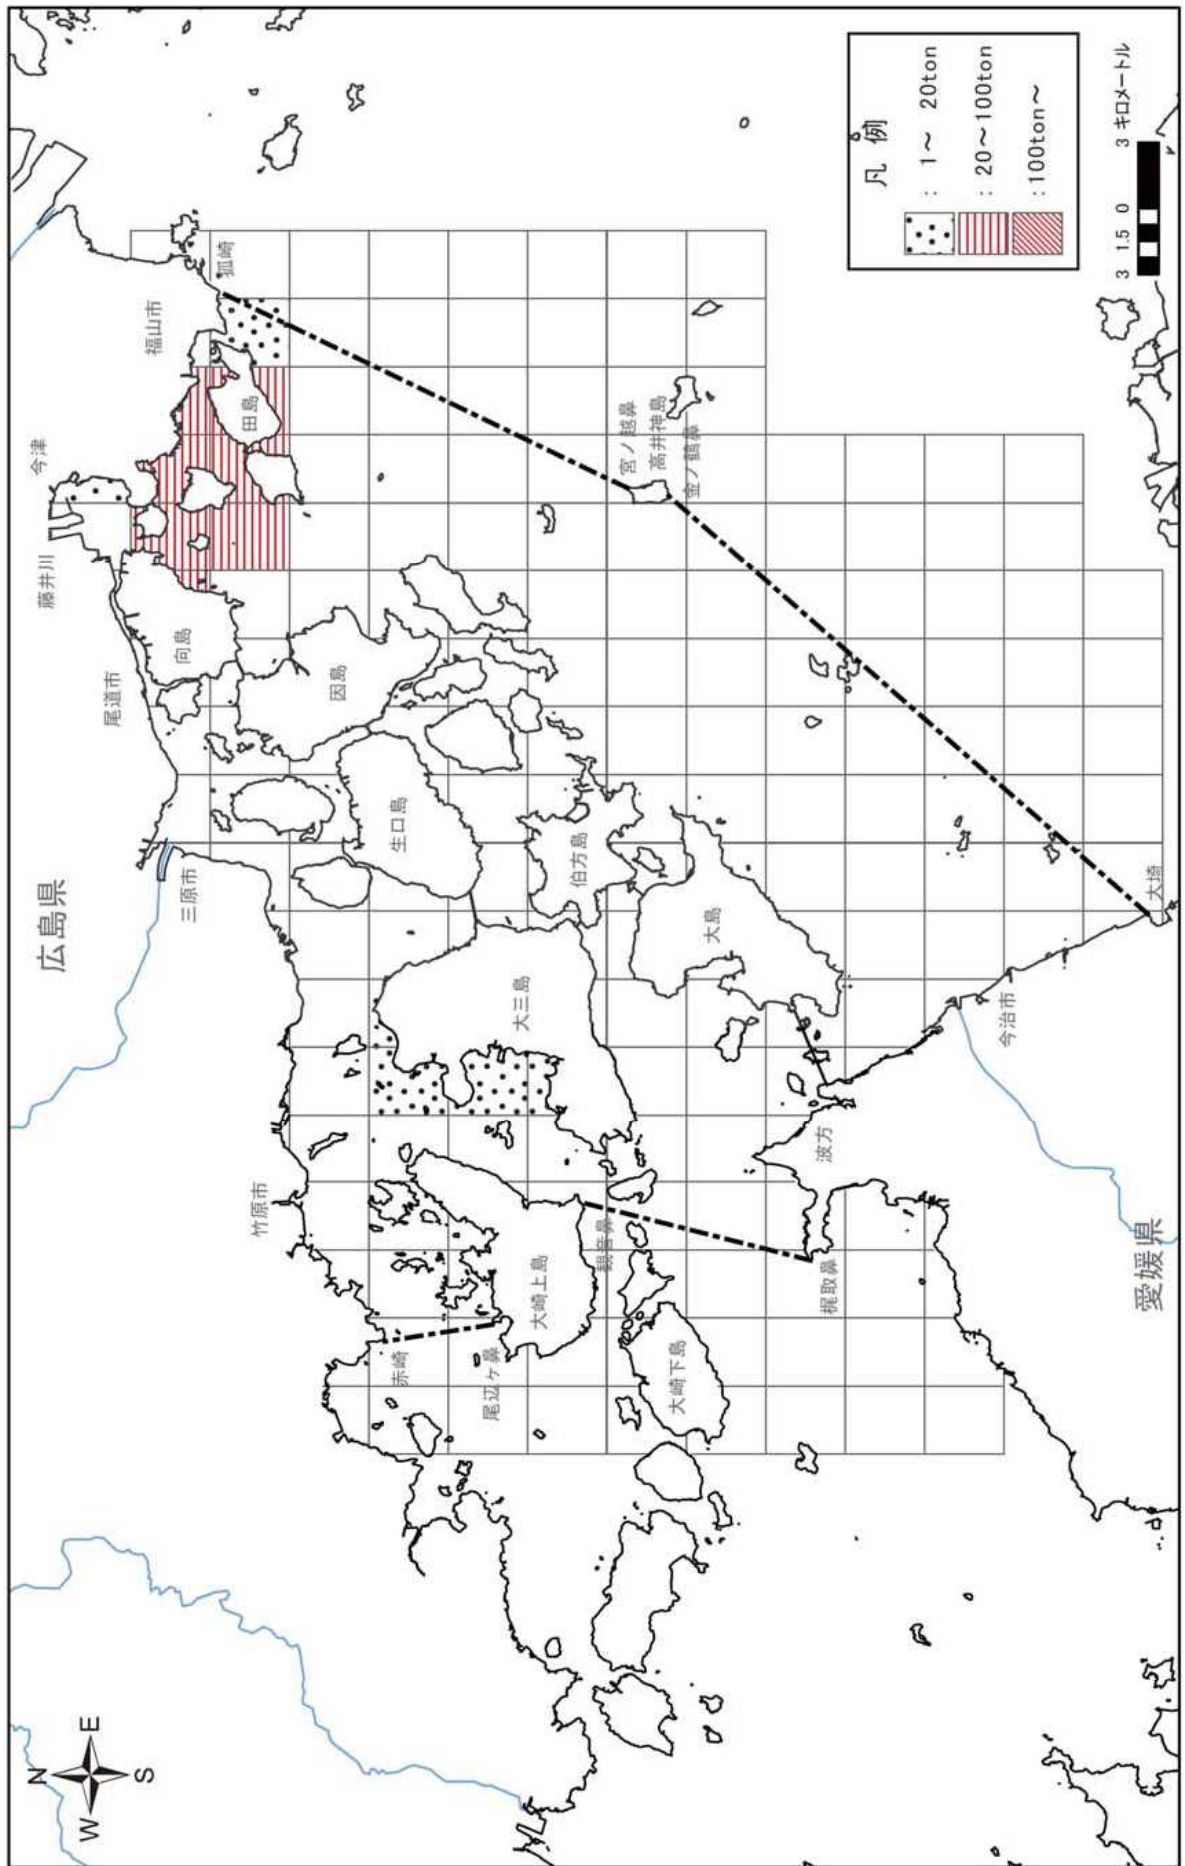 N
W
E
S
広島県
愛媛県
福山市
今津
藤井川
尾道市
三原市
竹原市
狐崎
田島
向島
因島
生口島
伯方島
大島
大三島
大崎上島
大崎下島
宮ノ越鼻
高井神島
金ノ鶴鼻
大埼
今治市
波方
観音鼻
梶取鼻
赤崎
尾辺ケ鼻
凡例
: 1～ 20ton
: 20～100ton
:100ton～
3 1.5 0 3 キロメートル